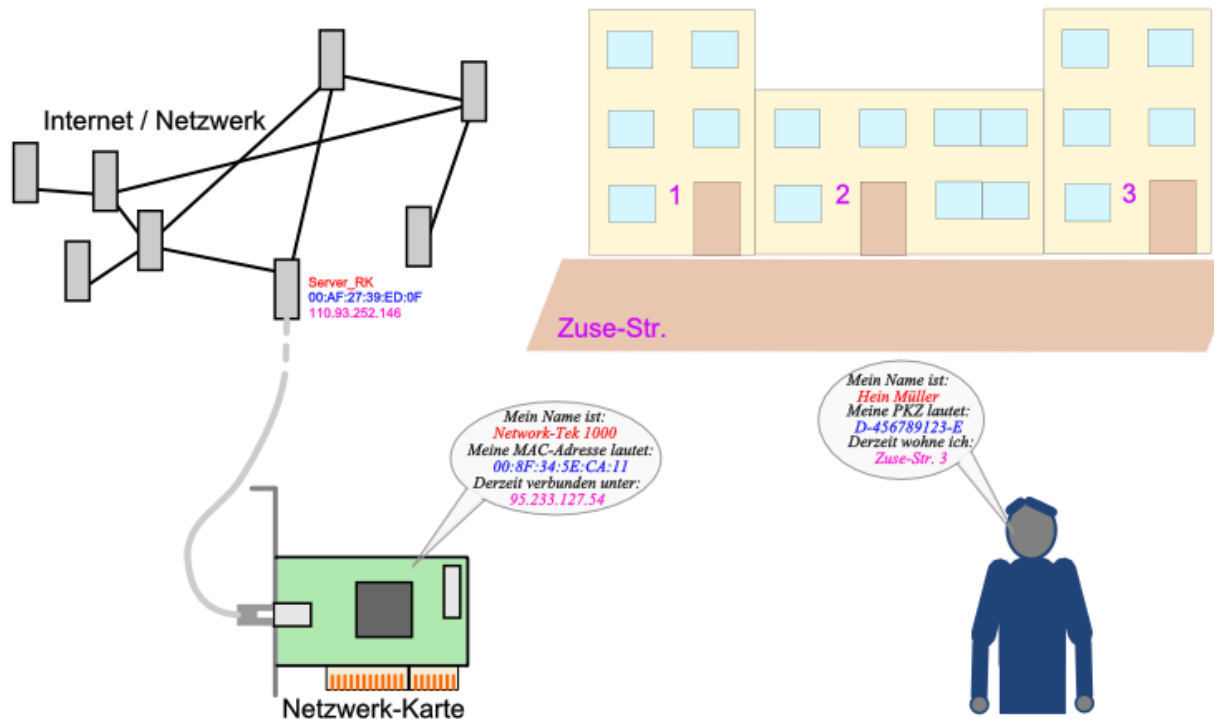 Internet / Netzwerk
Server_RK
00:AF:27:39:ED:0F
110.93.252.146
1
2
3
Zuse-Str.
Mein Name ist:
Network-Tek 1000
Meine MAC-Adresse lautet:
00:8F:34:5E:CA:11
Derzeit verbunden unter:
95.233.127.54
Mein Name ist:
Hein Müller
Meine PKZ lautet:
D-456789123-E
Derzeit wohne ich:
Zuse-Str. 3
Netzwerk-Karte